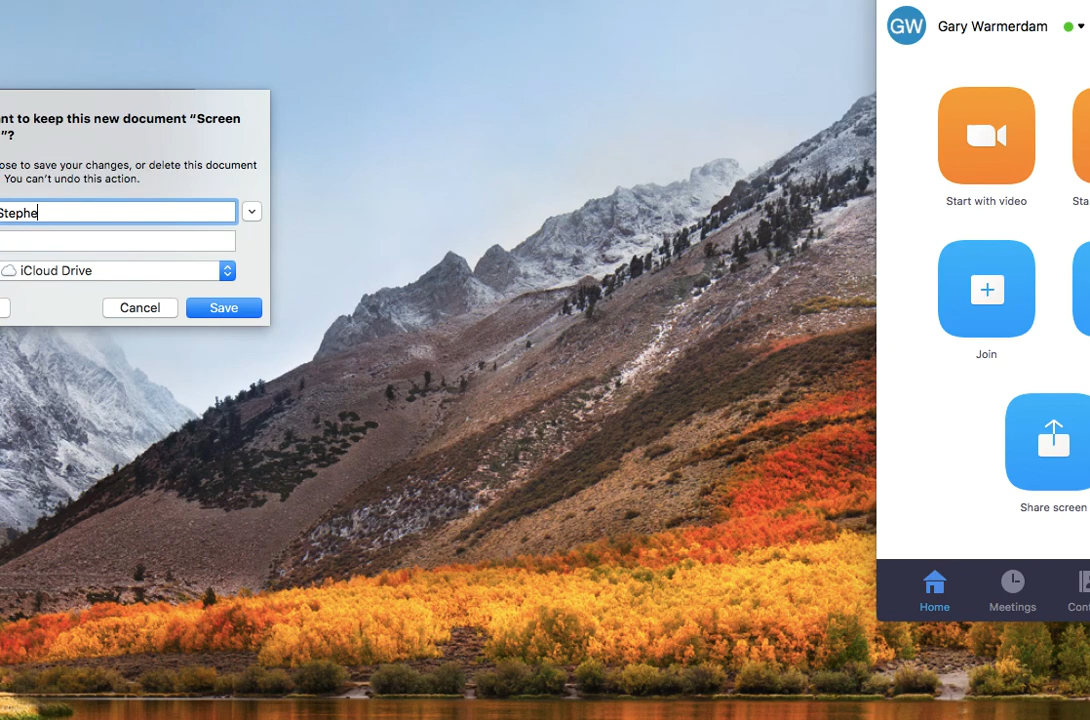 nt to keep this new document “Screen
”?
ose to save your changes, or delete this document
You can’t undo this action.
Stephe
iCloud Drive
Cancel
Save
GW
Gary Warmerdam
Start with video
Sta
Join
Share screen
Home
Meetings
Cont